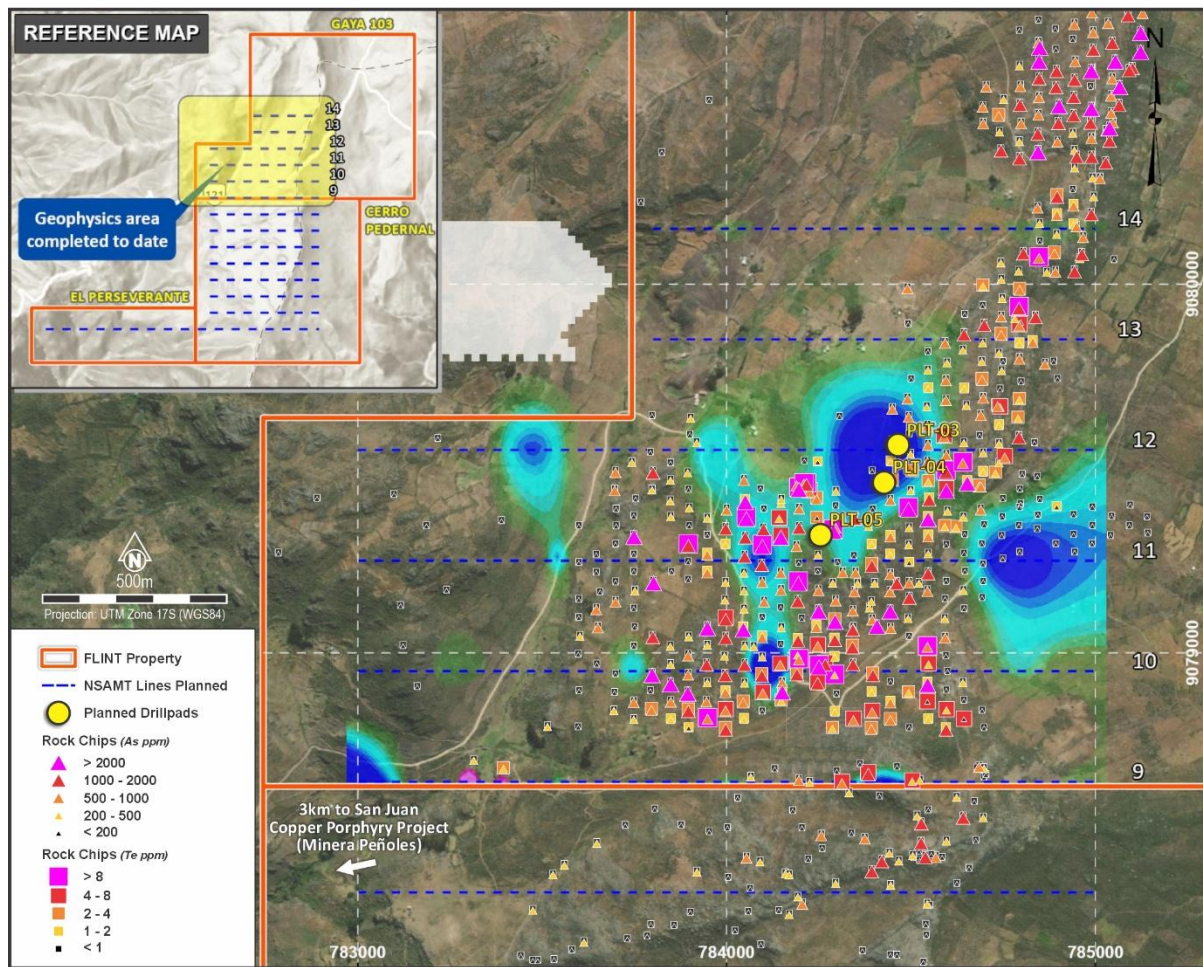 REFERENCE MAP
GAYA 103
14
13
12
11
10
9
131
Geophysics area
completed to date
CERRO
PEDERNAL
EL PERSEVERANTE
N
14
9080000
13
12
PLT-03
PLT-04
PLT-05
11
10
9079000
9
N
500m
Projection: UTM Zone 17S (WGS84)
FLINT Property
NSAMT Lines Planned
Planned Drillpads
Rock Chips (As ppm)
> 2000
1000 - 2000
500 - 1000
200 - 500
< 200
Rock Chips (Te ppm)
> 8
4 - 8
2 - 4
1 - 2
< 1
3km to San Juan
Copper Porphyry Project
(Minera Peñoles)
783000
784000
785000